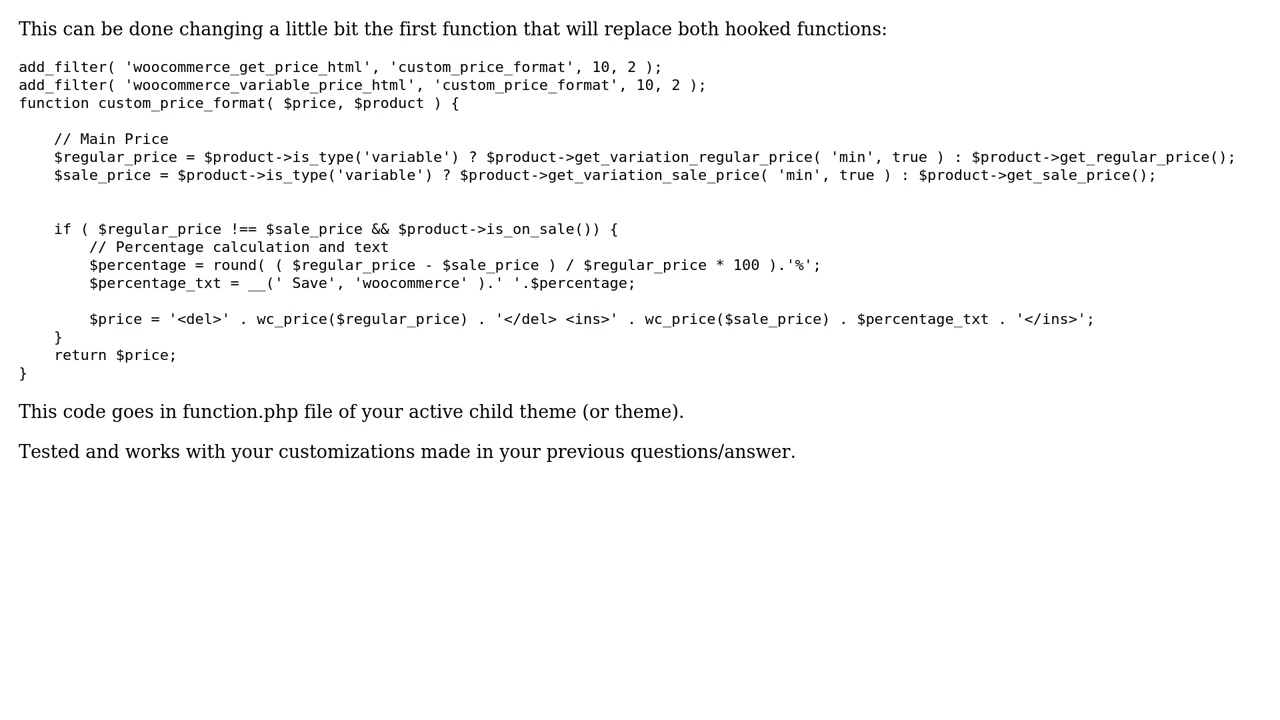 This can be done changing a little bit the first function that will replace both hooked functions:
add_filter( 'woocommerce_get_price_html', 'custom_price_format', 10, 2 );
add_filter( 'woocommerce_variable_price_html', 'custom_price_format', 10, 2 );
function custom_price_format( $price, $product ) {
    // Main Price
    $regular_price = $product->is_type('variable') ? $product->get_variation_regular_price( 'min', true ) : $product->get_regular_price();
    $sale_price = $product->is_type('variable') ? $product->get_variation_sale_price( 'min', true ) : $product->get_sale_price();
    if ( $regular_price !== $sale_price && $product->is_on_sale()) {
        // Percentage calculation and text
        $percentage = round( ( $regular_price - $sale_price ) / $regular_price * 100 ).'%';
        $percentage_txt = __(' Save', 'woocommerce' ).' '.$percentage;
        $price = '<del>' . wc_price($regular_price) . '</del> <ins>' . wc_price($sale_price) . $percentage_txt . '</ins>';
    }
    return $price;
}
This code goes in function.php file of your active child theme (or theme).
Tested and works with your customizations made in your previous questions/answer.